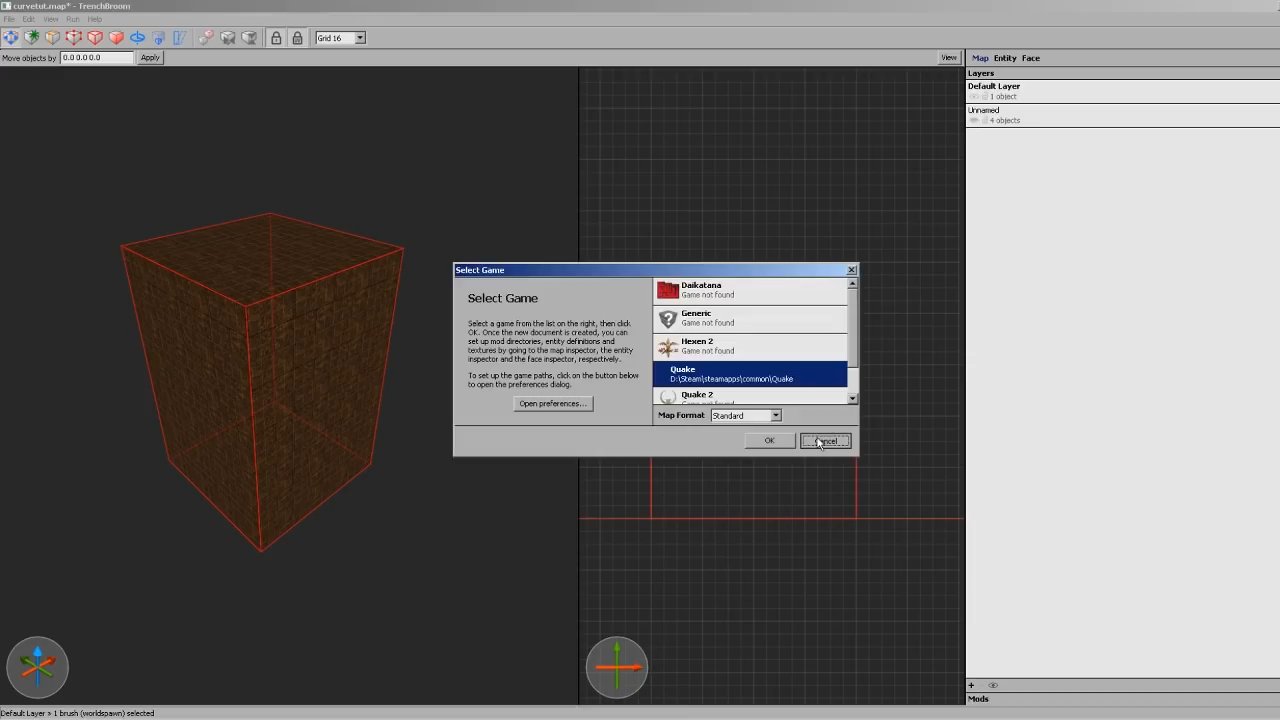 curvetut.map* - TrenchBroom
File Edit View Run Help
Grid 16
Move objects by 0.0 0.0 0.0 Apply
View
Map Entity Face
Layers
Default Layer
1 object
Unnamed
4 objects
Select Game
Select Game
Select a game from the list on the right, then click
OK. Once the new document is created, you can
set up mod directories, entity definitions and
textures by going to the map inspector, the entity
inspector and the face inspector, respectively.
To set up the game paths, click on the button below
to open the preferences dialog.
Open preferences...
Daikatana
Game not found
Generic
Game not found
Hexen 2
Game not found
Quake
D:\Steam\steamapps\common\Quake
Quake 2
Map Format Standard
OK Cancel
Mods
Default Layer > 1 brush (worldspawn) selected